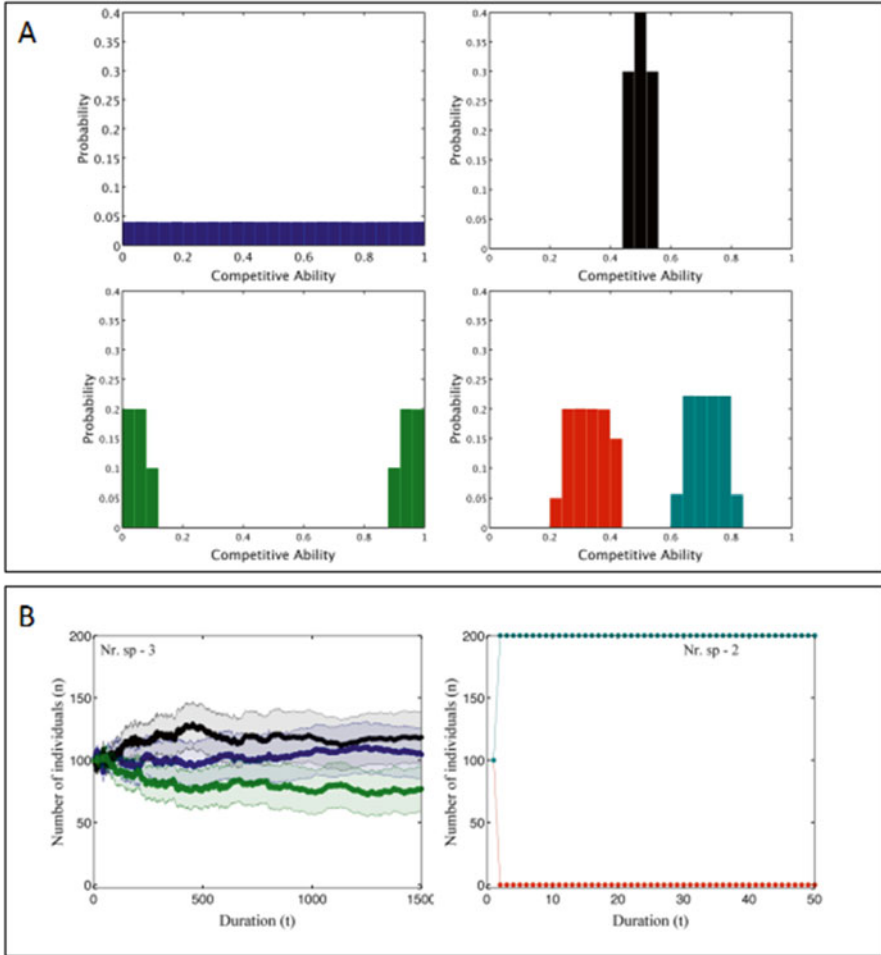 A
0.4
0.35
0.3
0.25
0.2
0.15
0.1
0.05
0
Probability
0 0.2 0.4 0.6 0.8 1
Competitive Ability
0.4
0.35
0.3
0.25
0.2
0.15
0.1
0.05
0
Probability
0 0.2 0.4 0.6 0.8 1
Competitive Ability
0.4
0.35
0.3
0.25
0.2
0.15
0.1
0.05
0
Probability
0 0.2 0.4 0.6 0.8 1
Competitive Ability
0.4
0.35
0.3
0.25
0.2
0.15
0.1
0.05
0
Probability
0 0.2 0.4 0.6 0.8 1
Competitive Ability
B
Nr. sp - 3
200
150
100
50
0
Number of individuals (n)
0 500 1000 1500
Duration (t)
Nr. sp - 2
200
150
100
50
0
Number of individuals (n)
0 10 20 30 40 50
Duration (t)